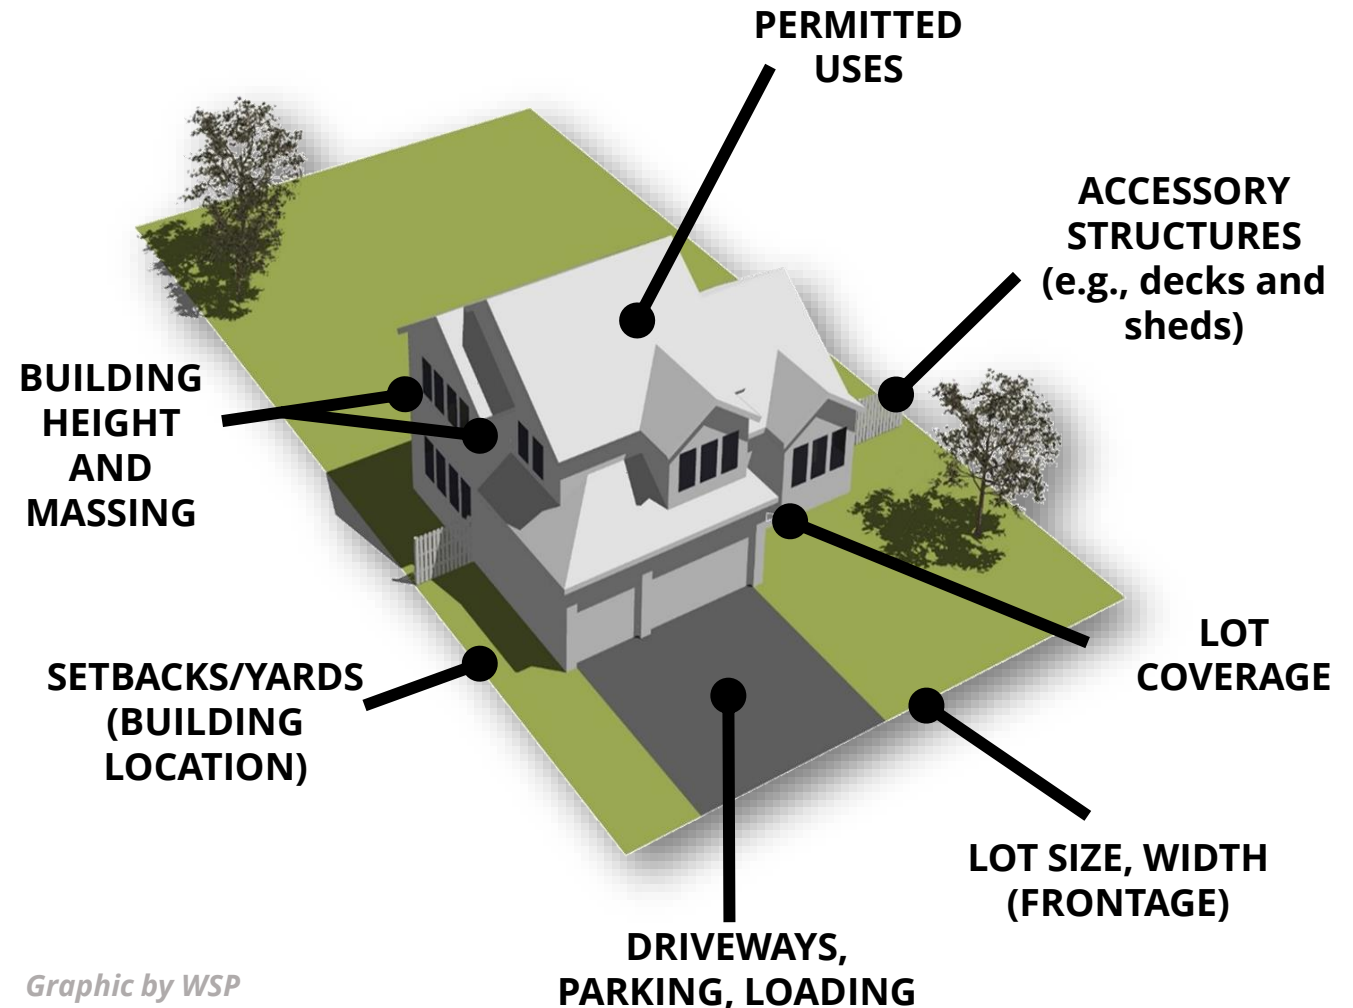 PERMITTED
USES
ACCESSORY
STRUCTURES
(e.g., decks and
sheds)
BUILDING
HEIGHT
AND
MASSING
SETBACKS/YARDS
(BUILDING
LOCATION)
LOT
COVERAGE
LOT SIZE, WIDTH
(FRONTAGE)
DRIVEWAYS,
PARKING, LOADING
Graphic by WSP